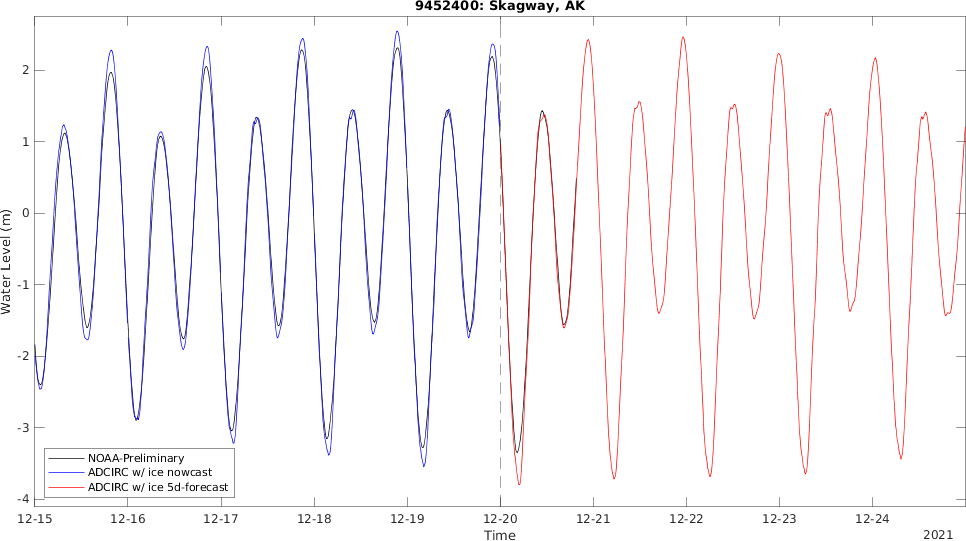 9452400: Skagway, AK
Water Level (m)
2
1
0
-1
-2
-3
-4
NOAA-Preliminary
ADCIRC w/ ice nowcast
ADCIRC w/ ice 5d-forecast
12-15 12-16 12-17 12-18 12-19 12-20 12-21 12-22 12-23 12-24
Time
2021